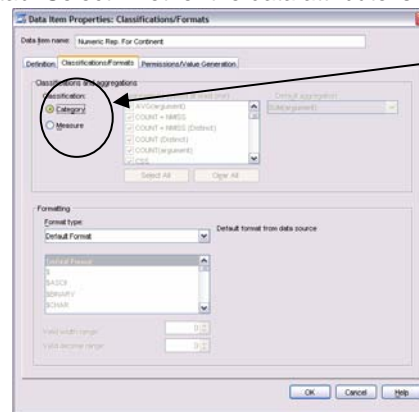 Data Item Properties: Classifications/Formats
Data item name: Numeric Rep. For Continent
Definition Classifications/Formats Permissions/Value Generation
Classifications and aggregations
Classification:
Default aggregation:
Category
AVG(argument)
SUM(argument)
Measure
COUNT + NMISS
COUNT + NMISS (Distinct)
COUNT (Distinct)
COUNT(argument)
CSS
Select All Clear All
Formatting
Format type:
Default Format
Default format from data source
Default Format
$
$ASCII
$BINARY
$CHAR
Valid width range: 0
Valid decimal range: 0
OK Cancel Help